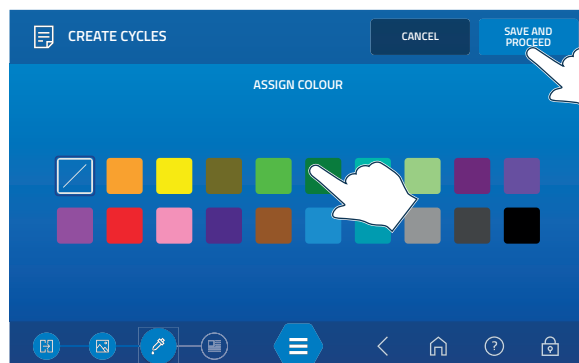 CREATE CYCLES
CANCEL
SAVE AND
PROCEED
ASSIGN COLOUR
?